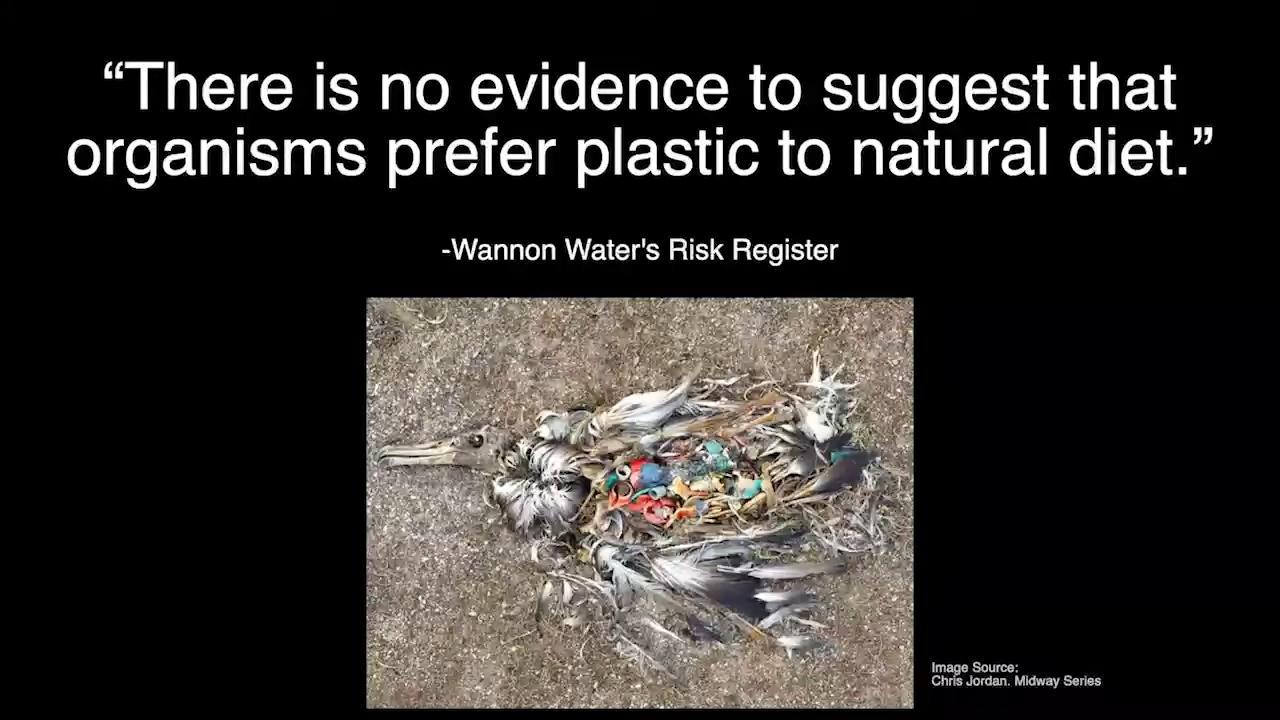 “There is no evidence to suggest that
organisms prefer plastic to natural diet.”
-Wannon Water's Risk Register
Image Source:
Chris Jordan. Midway Series